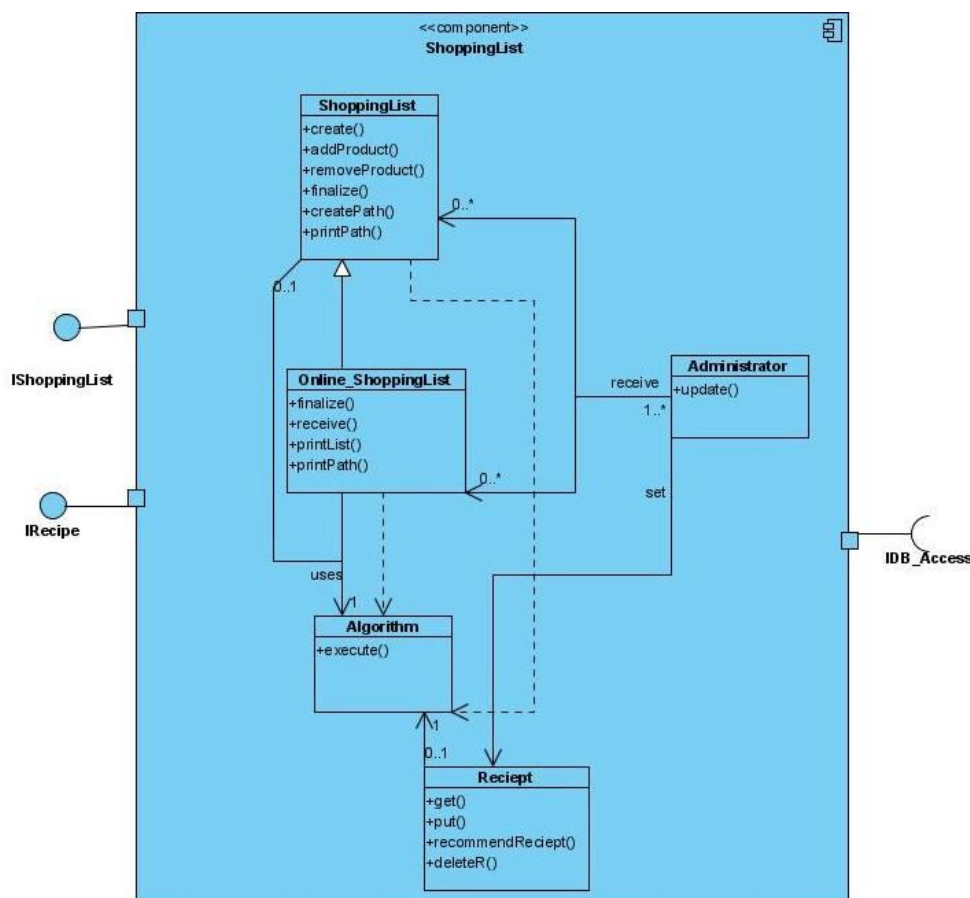 <<component>>
ShoppingList
ShoppingList
+create()
+addProduct()
+removeProduct()
+finalize()
+createPath()
+printPath()
0..*
0..1
IShoppingList
Online_ShoppingList
+finalize()
+receive()
+printList()
+printPath()
receive
Administrator
+update()
1..*
0..*
set
IRecipe
IDB_Access
uses
1
Algorithm
+execute()
1
0..1
Reciept
+get()
+put()
+recommendReciept()
+deleteR()